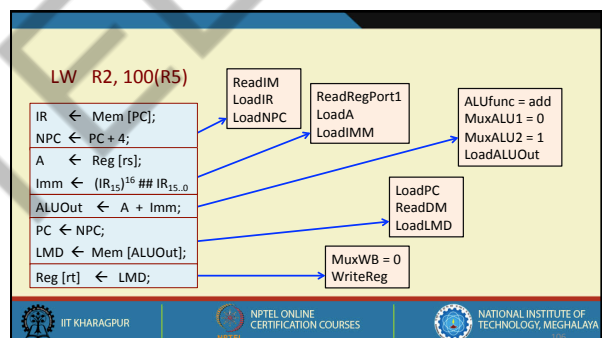 LW R2, 100(R5)
IR ← Mem [PC];
NPC ← PC + 4;
A ← Reg [rs];
Imm ← (IR₁₅)¹⁶ ## IR₁₅..₀
ALUOut ← A + Imm;
PC ← NPC;
LMD ← Mem [ALUOut];
Reg [rt] ← LMD;
ReadIM
LoadIR
LoadNPC
ReadRegPort1
LoadA
LoadIMM
ALUfunc = add
MuxALU1 = 0
MuxALU2 = 1
LoadALUOut
LoadPC
ReadDM
LoadLMD
MuxWB = 0
WriteReg
IIT KHARAGPUR
NPTEL
NPTEL ONLINE
CERTIFICATION COURSES
NATIONAL INSTITUTE OF
TECHNOLOGY, MEGHALAYA